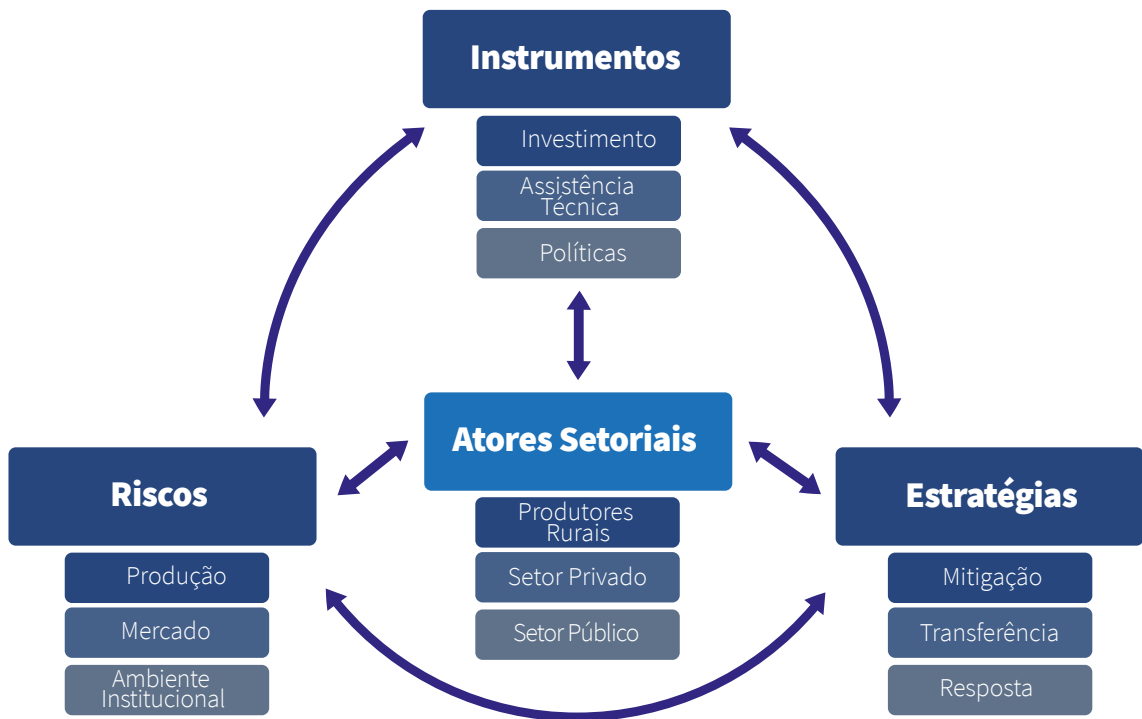 Instrumentos
Investimento
Assistência
Técnica
Políticas
Atores Setoriais
Produtores
Rurais
Setor Privado
Setor Público
Riscos
Produção
Mercado
Ambiente
Institucional
Estratégias
Mitigação
Transferência
Resposta